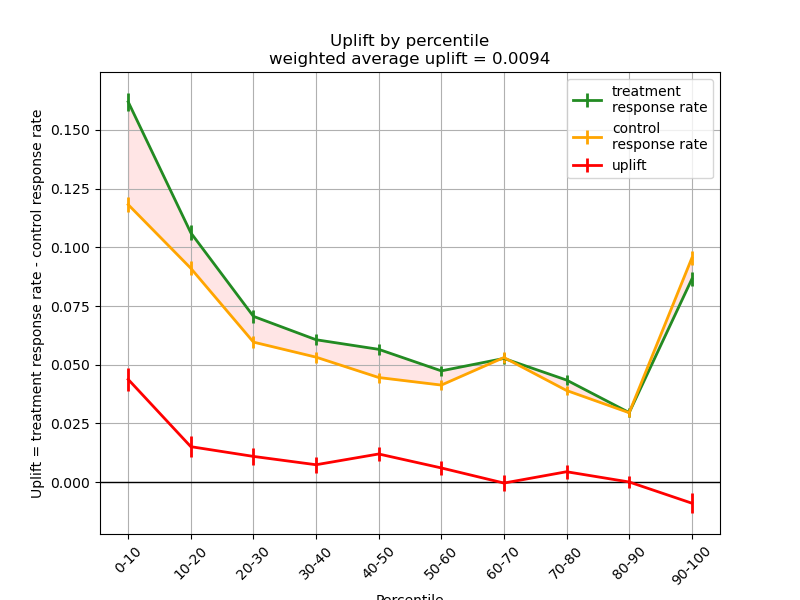 Uplift by percentile
weighted average uplift = 0.0094
Uplift = treatment response rate - control response rate
0.150
0.125
0.100
0.075
0.050
0.025
0.000
treatment
response rate
control
response rate
uplift
0-10
10-20
20-30
30-40
40-50
50-60
60-70
70-80
80-90
90-100
Percentile